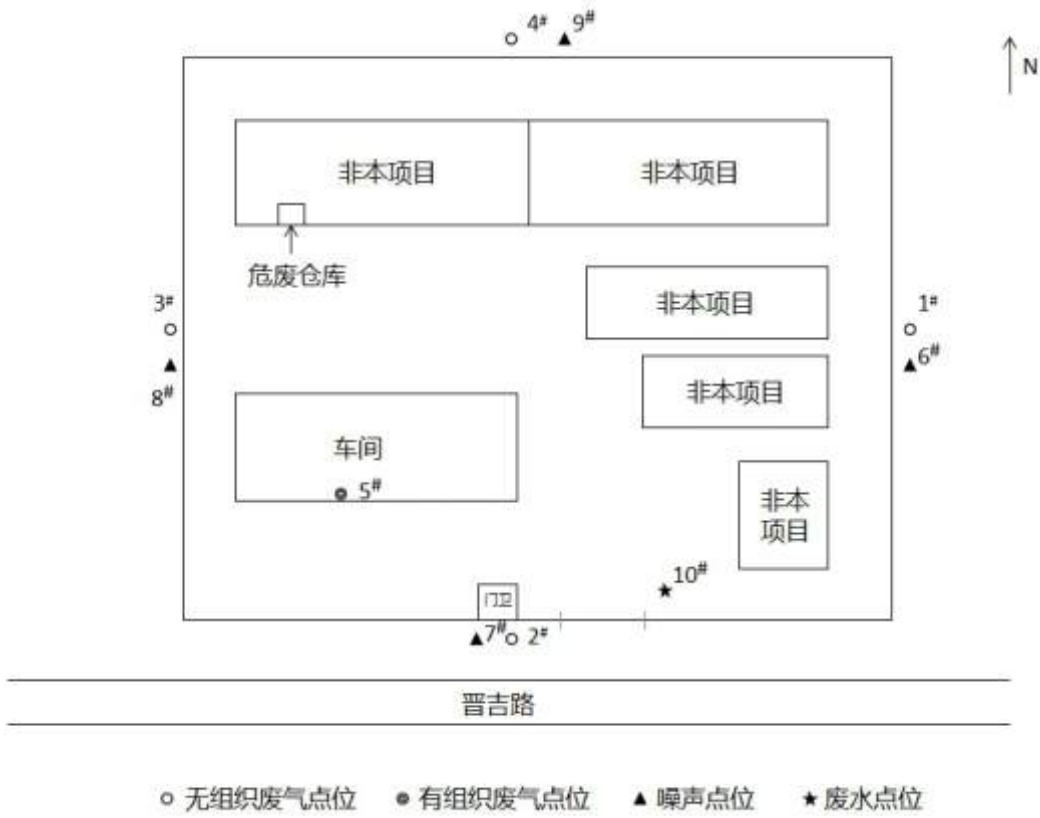 4# 9#
N
非本项目 非本项目
危废仓库
非本项目
3# 1#
6#
非本项目
8#
车间
5#
非本
项目
10#
门卫
7# 2#
晋吉路
无组织废气点位 有组织废气点位 噪声点位 废水点位